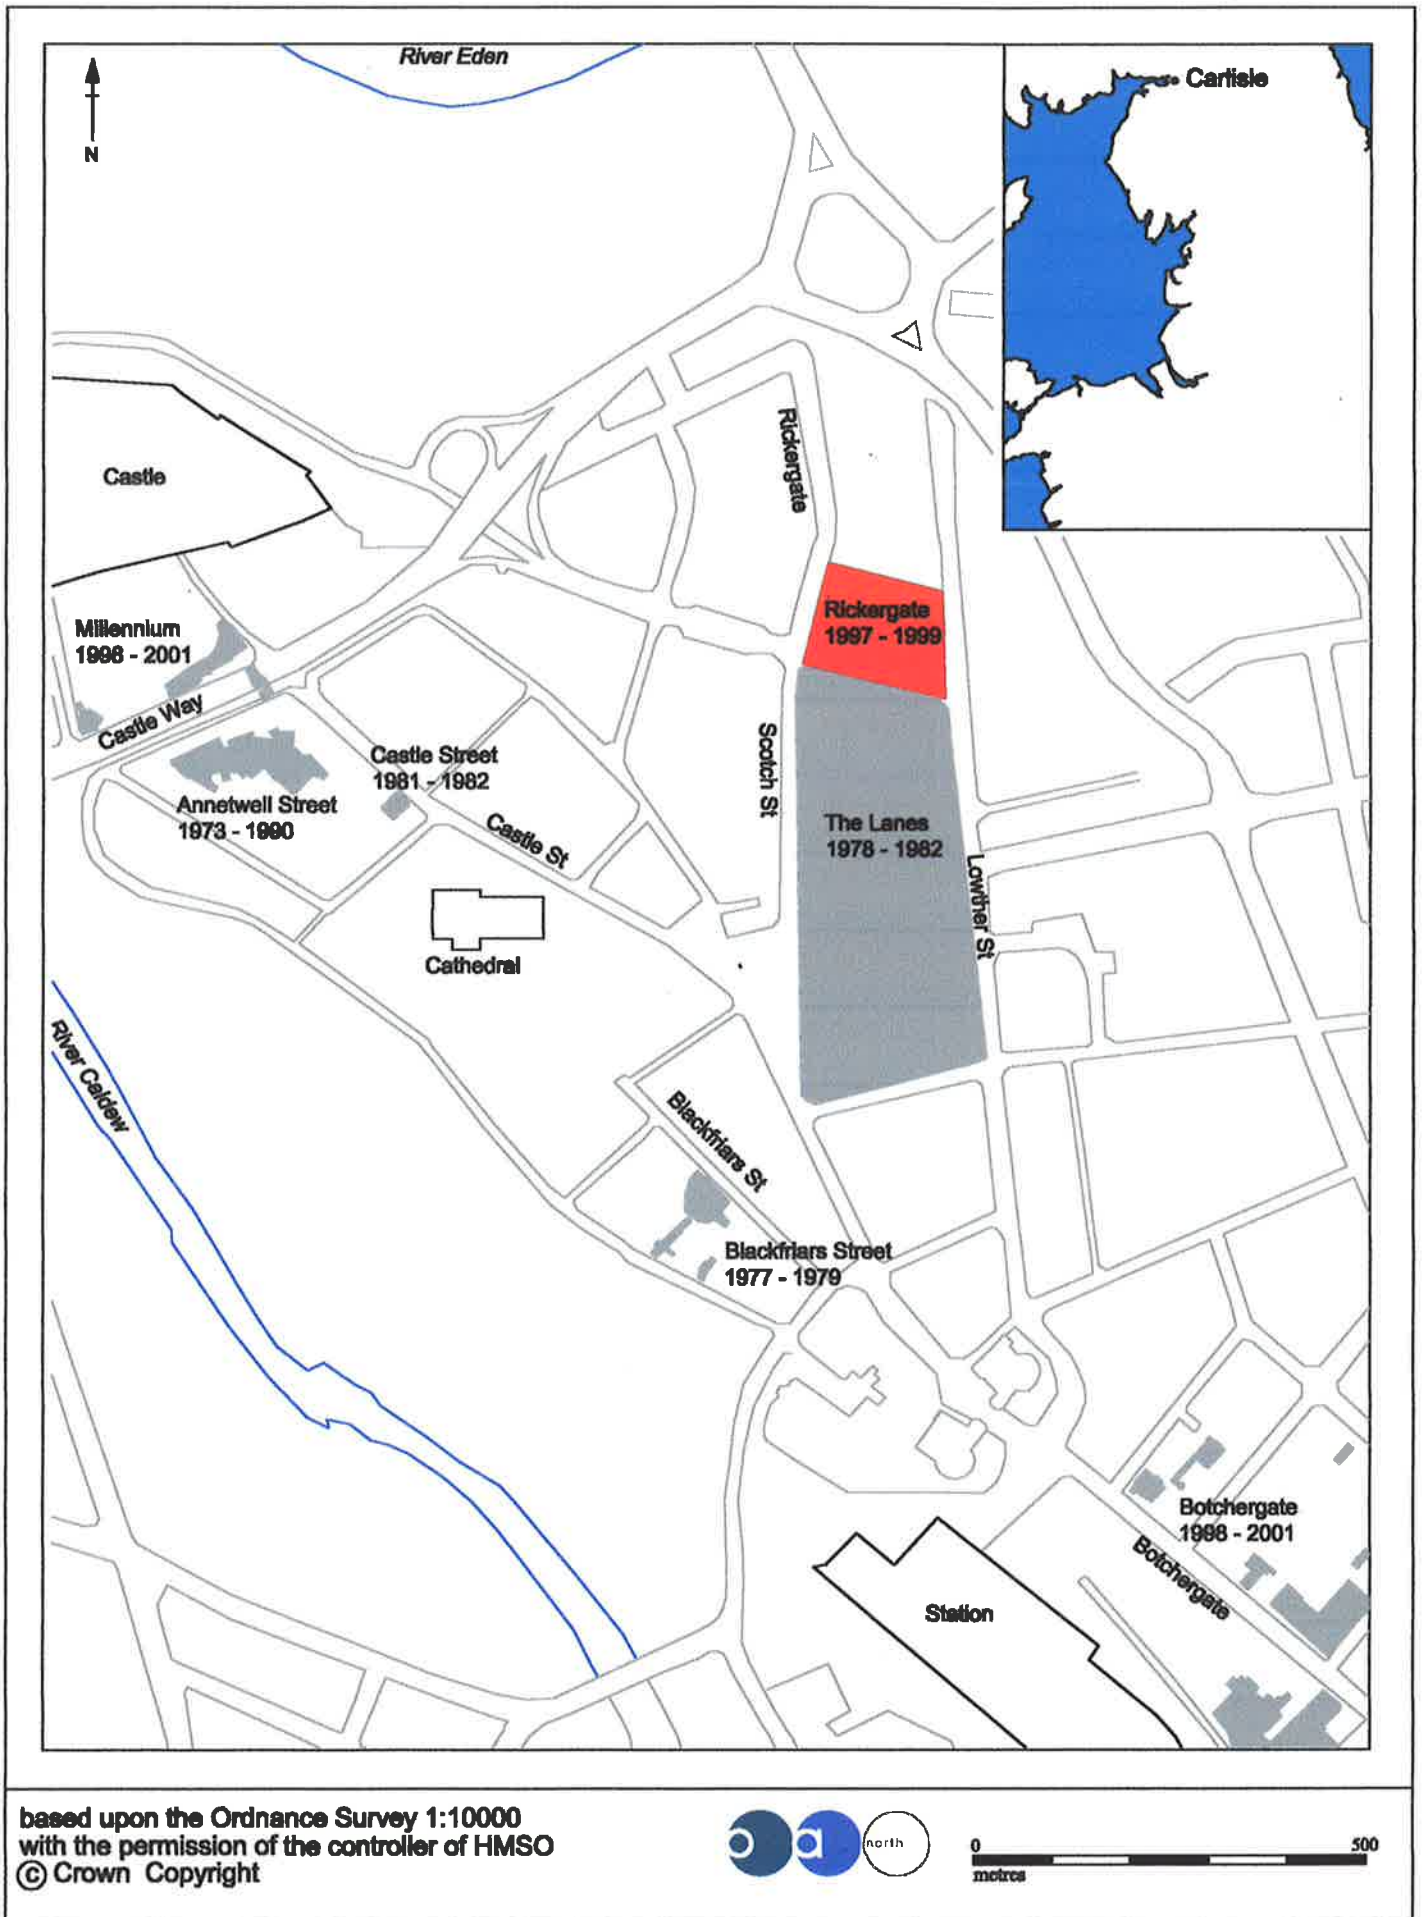 River Eden
Carlisle
N
Castle
Rickergate
Rickergate
1997 - 1999
Millennium
1998 - 2001
Castle Way
Castle Street
1981 - 1982
Annetwell Street
1973 - 1990
Castle St
Scotch St
The Lanes
1978 - 1982
Lowther St
Cathedral
River Caldew
Blackfriars St
Blackfriars Street
1977 - 1979
Botchergate
1998 - 2001
Botchergate
Station
based upon the Ordnance Survey 1:10000
with the permission of the controller of HMSO
© Crown Copyright
o a north
0 500
metres